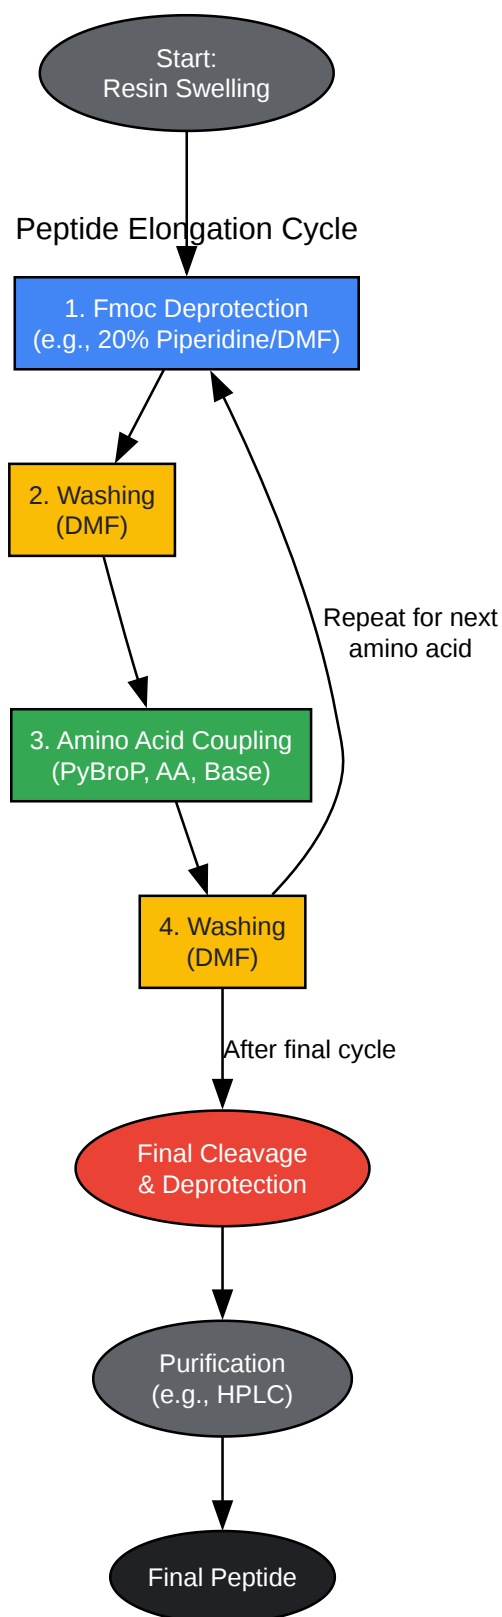 Start:
Resin Swelling
Peptide Elongation Cycle
1. Fmoc Deprotection
(e.g., 20% Piperidine/DMF)
2. Washing
(DMF)
Repeat for next
amino acid
3. Amino Acid Coupling
(PyBroP, AA, Base)
4. Washing
(DMF)
After final cycle
Final Cleavage
& Deprotection
Purification
(e.g., HPLC)
Final Peptide